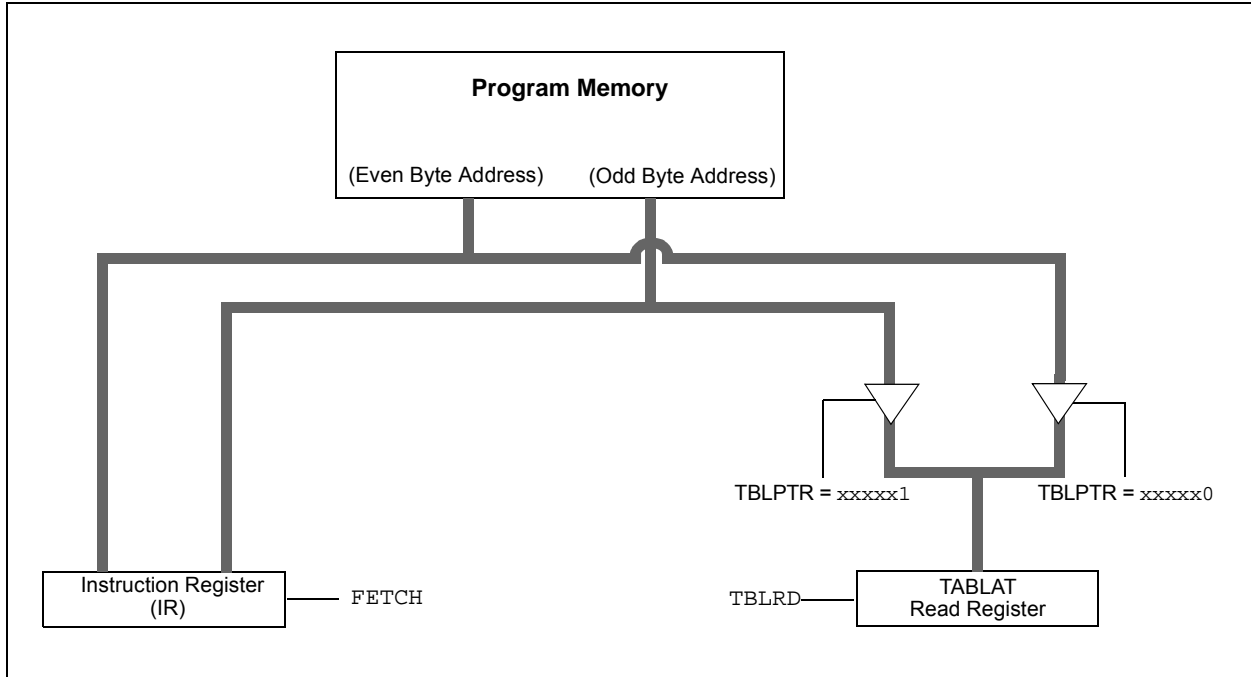 Program Memory
(Even Byte Address) (Odd Byte Address)
TBLPTR = xxxxx1 TBLPTR = xxxxx0
Instruction Register
(IR)
FETCH
TBLRD
TABLAT
Read Register